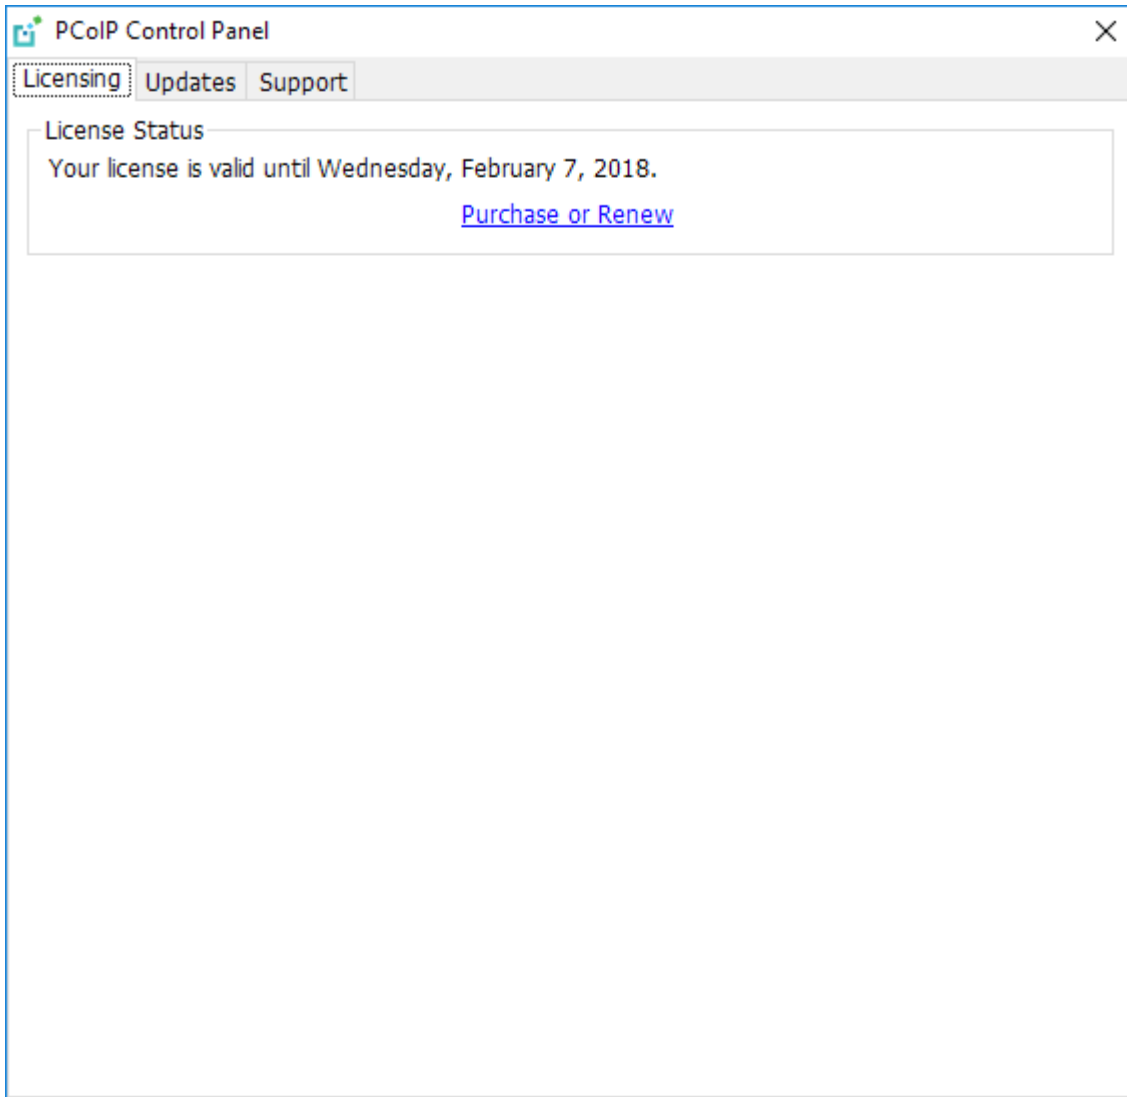 PCoIP Control Panel
Licensing Updates Support
License Status
Your license is valid until Wednesday, February 7, 2018.
Purchase or Renew